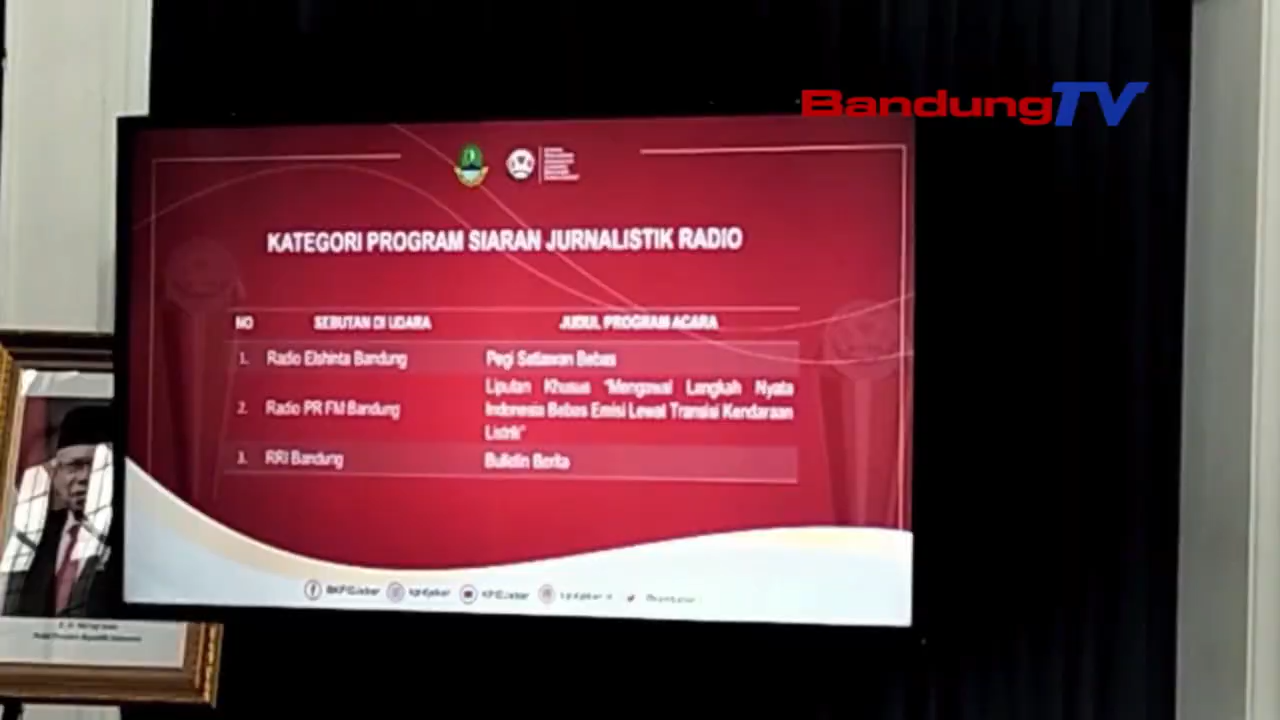 BandungTV
KATEGORI PROGRAM SIARAN JURNALISTIK RADIO
NO SEBUTAN DI UDARA JUDUL PROGRAM ACARA
1. Radio Elshinta Bandung Pegi Setiawan Bebas
Liputan Khusus "Mengawal Langkah Nyata
2. Radio PR FM Bandung Indonesia Bebas Emisi Lewat Transisi Kendaraan
Listrik"
3. RRI Bandung Bulletin Berita